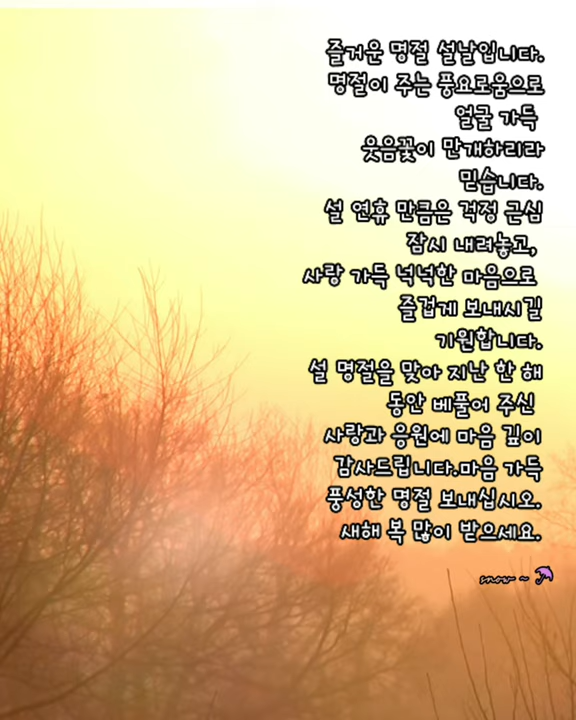 즐거운 명절 설날입니다.
명절이 주는 풍요로움으로
얼굴 가득
웃음꽃이 만개하리라
믿습니다.
설 연휴 만큼은 걱정 근심
잠시 내려놓고,
사랑 가득 넉넉한 마음으로
즐겁게 보내시길
기원합니다.
설 명절을 맞아 지난 한 해
동안 베풀어 주신
사랑과 응원에 마음 깊이
감사드립니다.마음 가득
풍성한 명절 보내십시오.
새해 복 많이 받으세요.
snow~